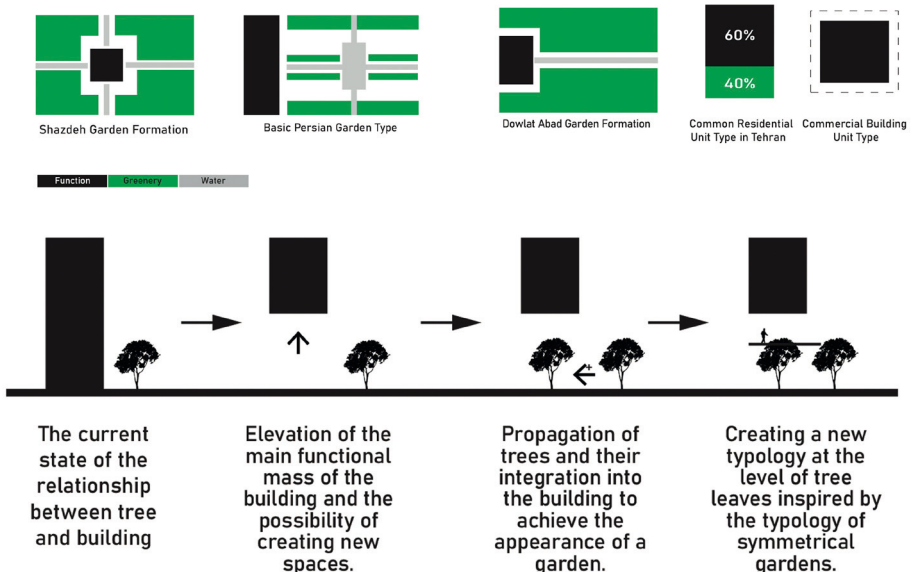 60%
40%
Shazdeh Garden Formation
Basic Persian Garden Type
Dowlat Abad Garden Formation
Common Residential
Unit Type in Tehran
Commercial Building
Unit Type
Function
Greenery
Water
+
The current
state of the
relationship
between tree
and building
Elevation of the
main functional
mass of the
building and the
possibility of
creating new
spaces.
Propagation of
trees and their
integration into
the building to
achieve the
appearance of a
garden.
Creating a new
typology at the
level of tree
leaves inspired by
the typology of
symmetrical
gardens.